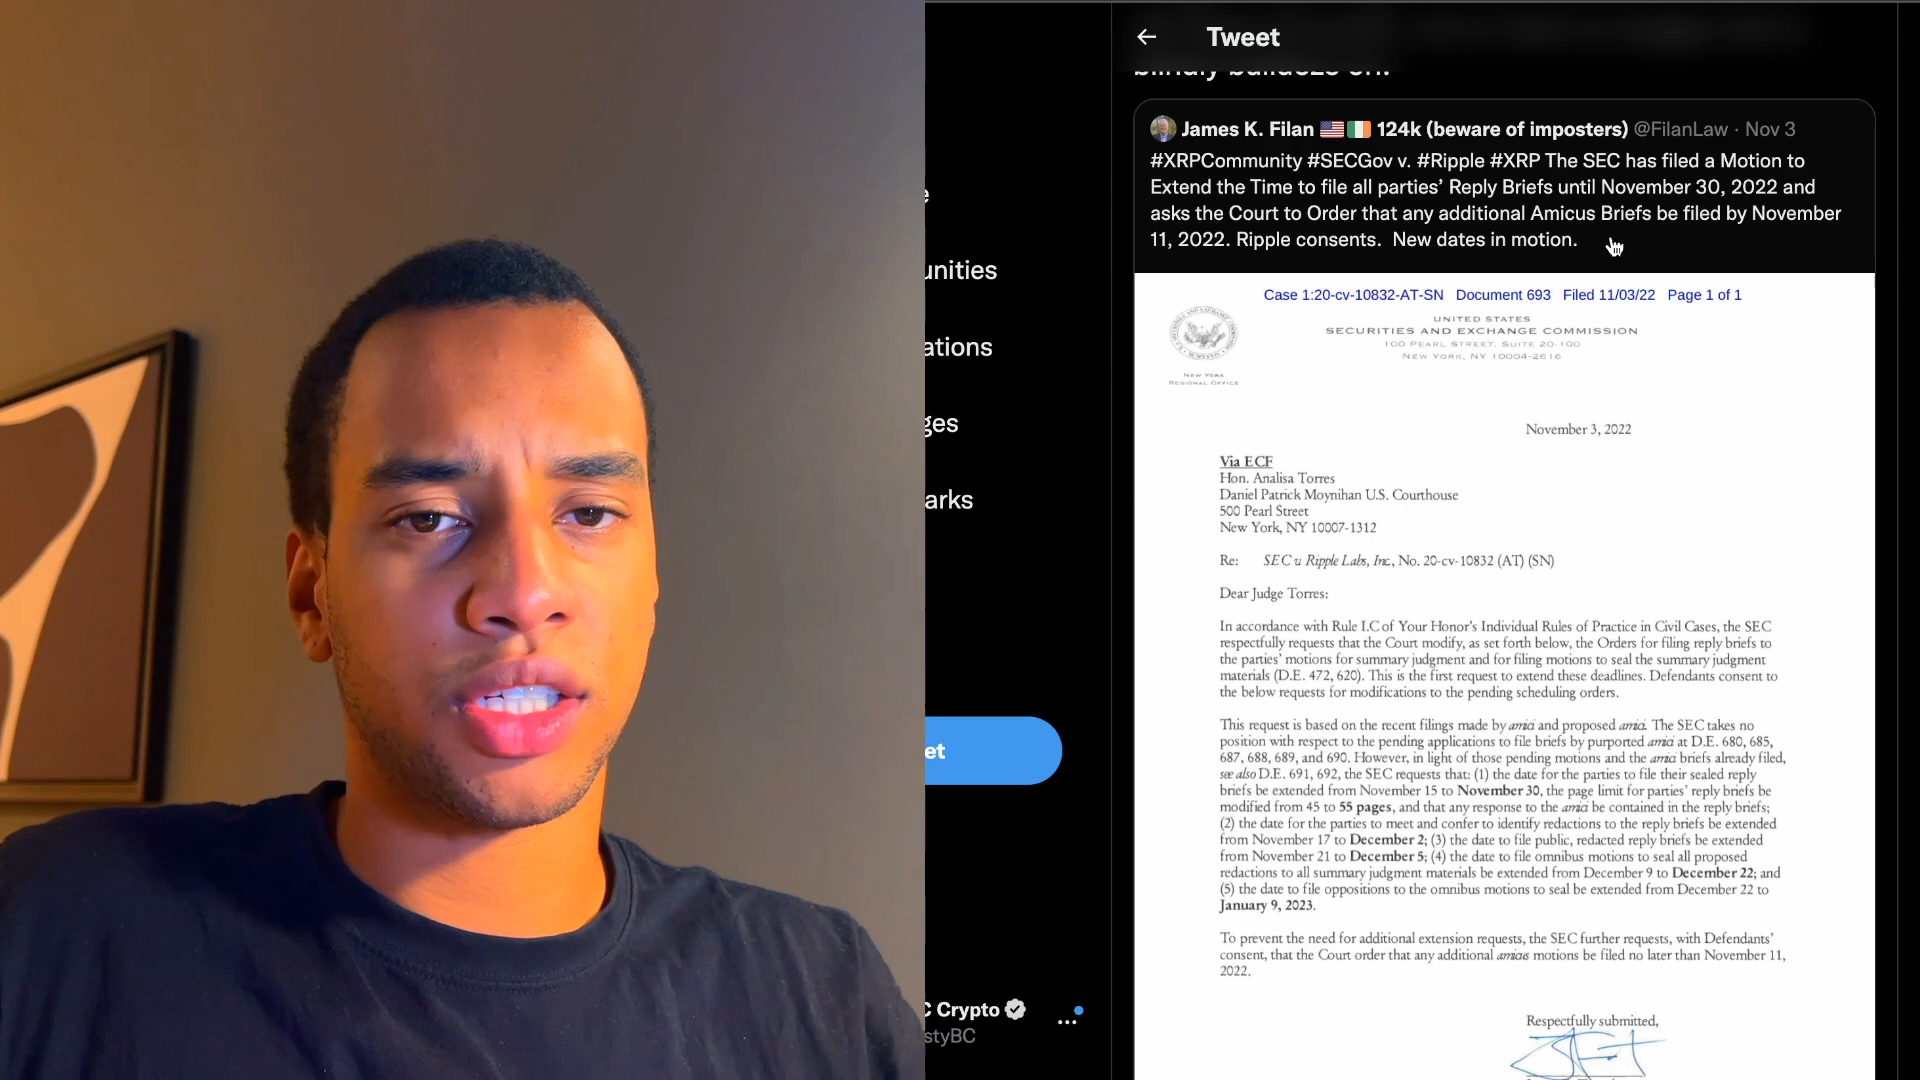 Tweet
James K. Filan 🇺🇸🇮🇪 124k (beware of imposters) @FilanLaw · Nov 3
#XRPCommunity #SECGov v. #Ripple #XRP The SEC has filed a Motion to
Extend the Time to file all parties’ Reply Briefs until November 30, 2022 and
asks the Court to Order that any additional Amicus Briefs be filed by November
11, 2022. Ripple consents. New dates in motion.
Case 1:20-cv-10832-AT-SN Document 693 Filed 11/03/22 Page 1 of 1
UNITED STATES
SECURITIES AND EXCHANGE COMMISSION
100 PEARL STREET, SUITE 20-100
NEW YORK, NY 10004-2616
NEW YORK
REGIONAL OFFICE
November 3, 2022
Via ECF
Hon. Analisa Torres
Daniel Patrick Moynihan U.S. Courthouse
500 Pearl Street
New York, NY 10007-1312
Re: SEC v. Ripple Labs, Inc., No. 20-cv-10832 (AT) (SN)
Dear Judge Torres:
In accordance with Rule I.C of Your Honor's Individual Rules of Practice in Civil Cases, the SEC
respectfully requests that the Court modify, as set forth below, the Orders for filing reply briefs to
the parties' motions for summary judgment and for filing motions to seal the summary judgment
materials (D.E. 472, 620). This is the first request to extend these deadlines. Defendants consent to
the below requests for modifications to the pending scheduling orders.
This request is based on the recent filings made by amici and proposed amici. The SEC takes no
position with respect to the pending applications to file briefs by purported amici at D.E. 680, 685,
687, 688, 689, and 690. However, in light of those pending motions and the amici briefs already filed,
see also D.E. 691, 692, the SEC requests that: (1) the date for the parties to file their sealed reply
briefs be extended from November 15 to November 30, the page limit for parties' reply briefs be
modified from 45 to 55 pages, and that any response to the amici be contained in the reply briefs;
(2) the date for the parties to meet and confer to identify redactions to the reply briefs be extended
from November 17 to December 2; (3) the date to file public, redacted reply briefs be extended
from November 21 to December 5; (4) the date to file omnibus motions to seal all proposed
redactions to all summary judgment materials be extended from December 9 to December 22; and
(5) the date to file oppositions to the omnibus motions to seal be extended from December 22 to
January 9, 2023.
To prevent the need for additional extension requests, the SEC further requests, with Defendants'
consent, that the Court order that any additional amicus motions be filed no later than November 11,
2022.
Respectfully submitted,
unities
ations
ges
arks
et
C Crypto
styBC